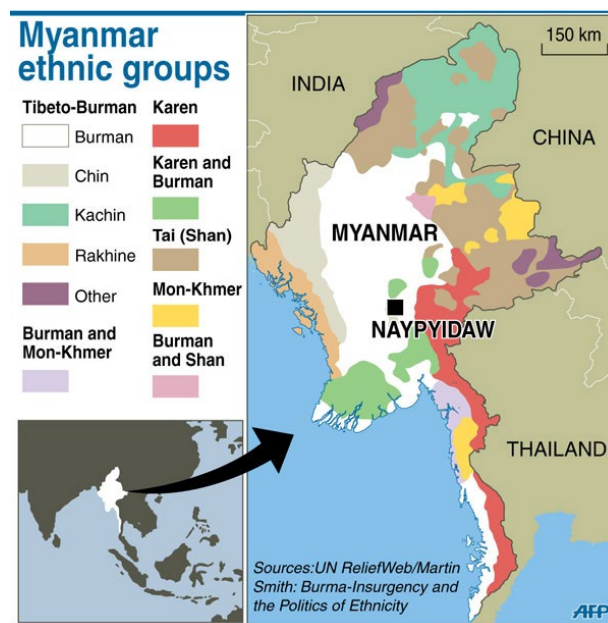 Myanmar
ethnic groups
Tibeto-Burman
Burman
Chin
Kachin
Rakhine
Other
Burman and
Mon-Khmer
Karen
Karen and
Burman
Tai (Shan)
Mon-Khmer
Burman
and Shan
150 km
INDIA
CHINA
MYANMAR
NAYPYIDAW
THAILAND
Sources:UN ReliefWeb/Martin
Smith: Burma-Insurgency and
the Politics of Ethnicity
AFP